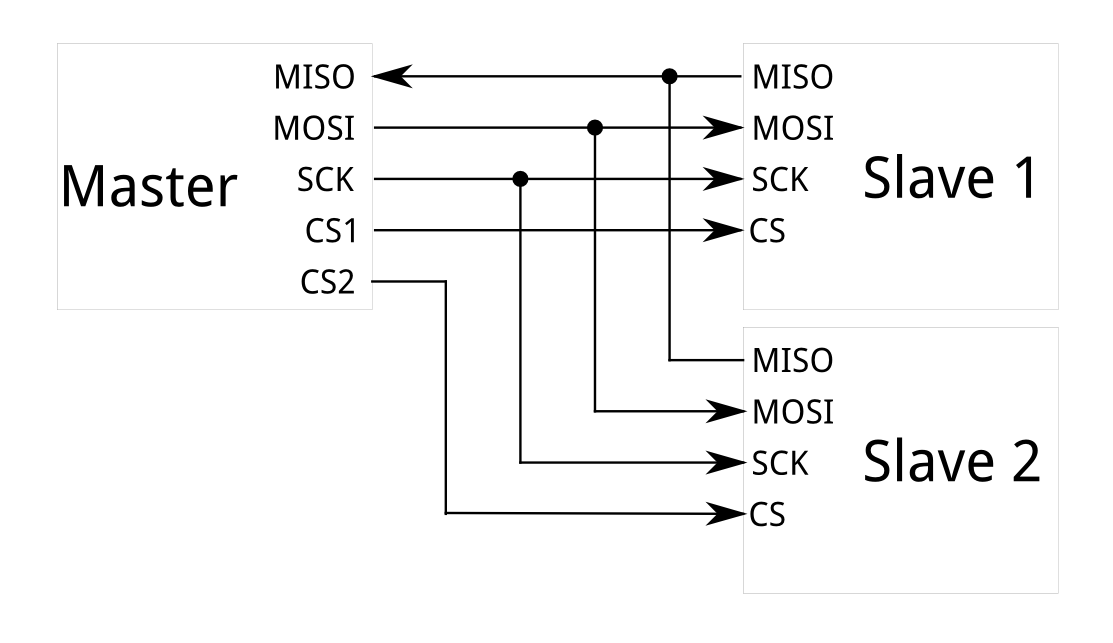 Master
MISO
MOSI
SCK
CS1
CS2
MISO
MOSI
SCK
CS
Slave 1
MISO
MOSI
SCK
CS
Slave 2